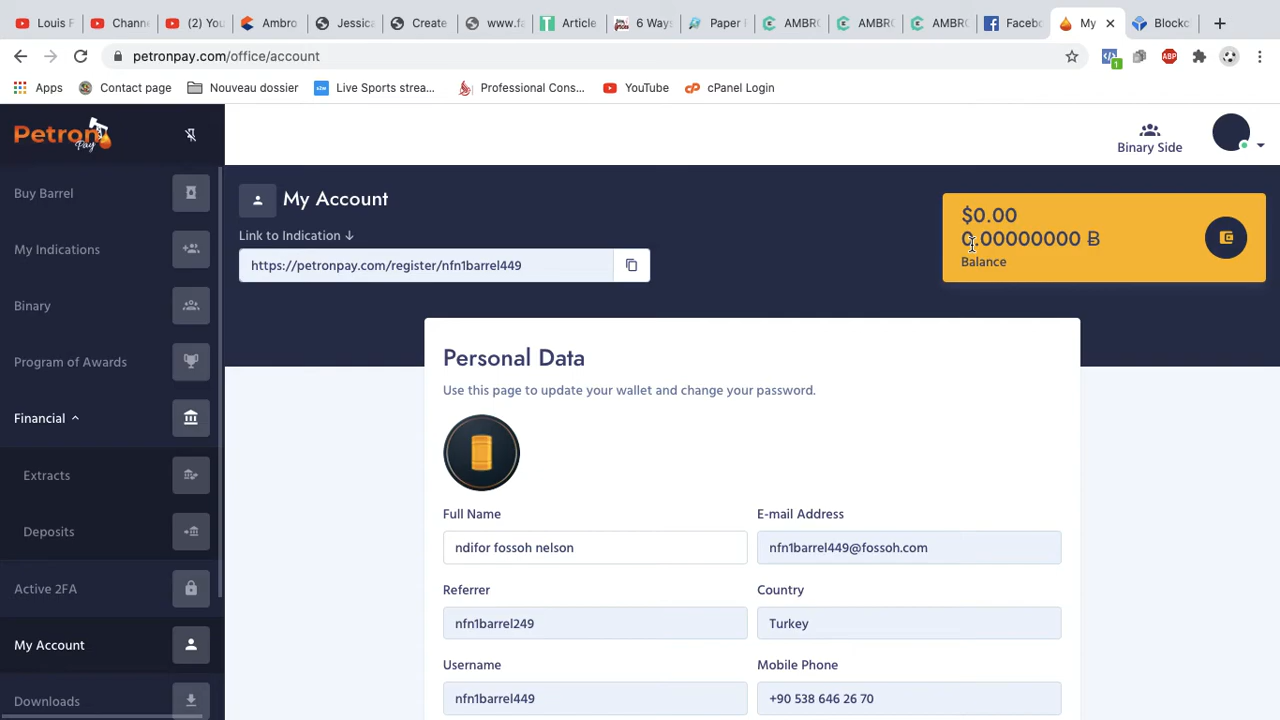 Louis F
Chann
(2) You
Ambro
Jessica
Create
www.fa
Article
6 Ways
Paper
AMBRO
AMBRO
AMBRO
Facebo
My
Blockc
petronpay.com/office/account
1
ABP
Apps
Contact page
Nouveau dossier
Live Sports strea...
Professional Cons...
YouTube
cPanel Login
Petron
Pay
Binary Side
Buy Barrel
My Indications
Binary
Program of Awards
Financial
Extracts
Deposits
Active 2FA
My Account
Downloads
My Account
Link to Indication ↓
https://petronpay.com/register/nfn1barrel449
$0.00
0.00000000 Ƀ
Balance
Personal Data
Use this page to update your wallet and change your password.
Full Name
E-mail Address
ndifor fossoh nelson
nfn1barrel449@fossoh.com
Referrer
Country
nfn1barrel249
Turkey
Username
Mobile Phone
nfn1barrel449
+90 538 646 26 70